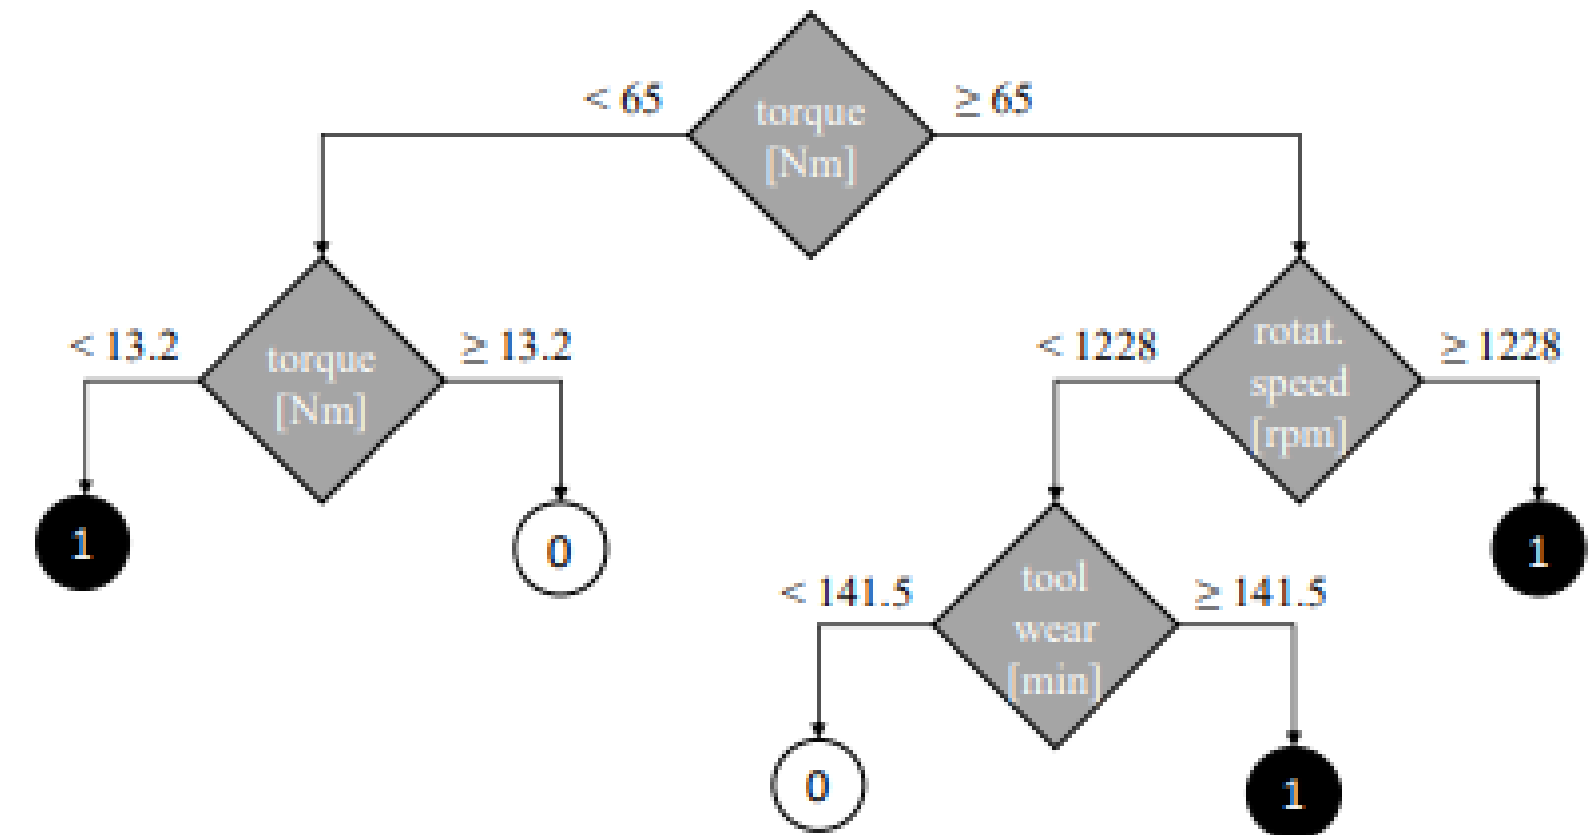 < 65
torque
[Nm]
≥ 65
< 13.2
torque
[Nm]
≥ 13.2
< 1228
rotat.
speed
[rpm]
≥ 1228
1
0
< 141.5
tool
wear
[min]
≥ 141.5
1
0
1